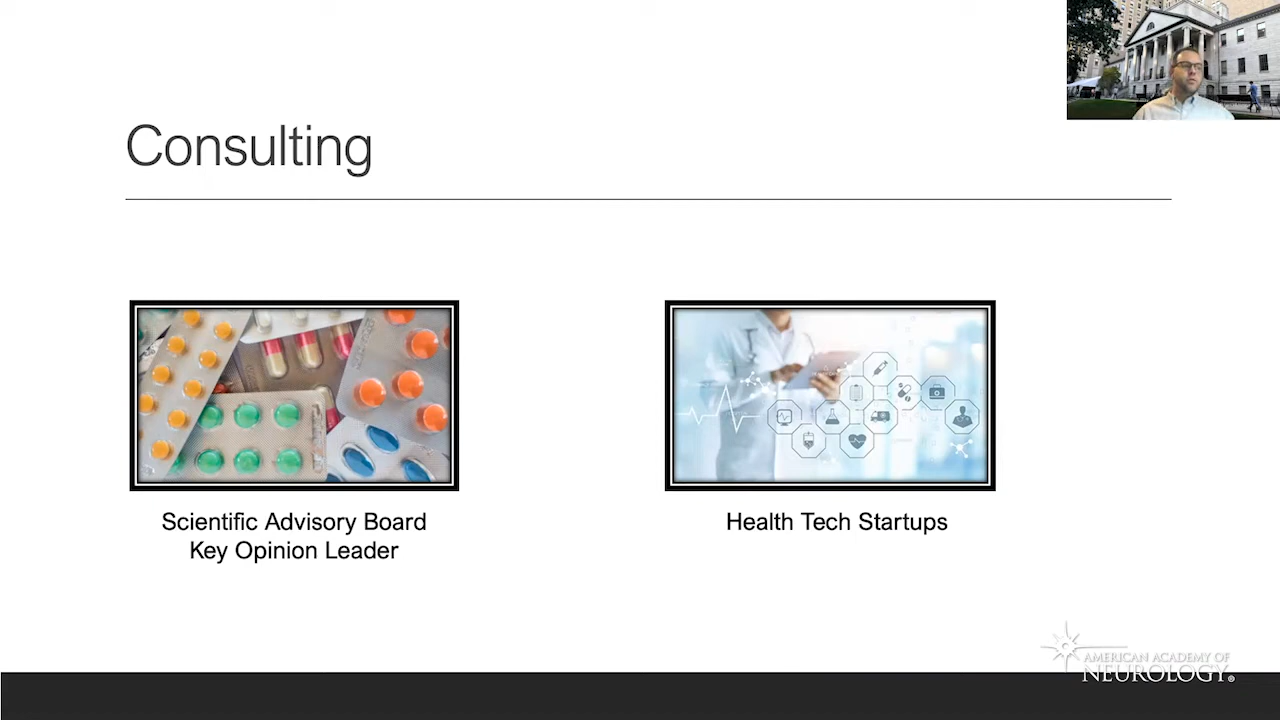 Consulting
Scientific Advisory Board
Key Opinion Leader
Health Tech Startups
AMERICAN ACADEMY OF
NEUROLOGY®